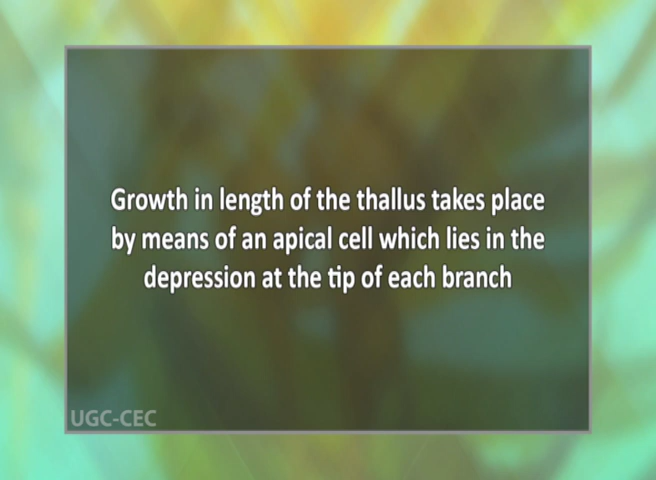 Growth in length of the thallus takes place
by means of an apical cell which lies in the
depression at the tip of each branch
UGC-CEC